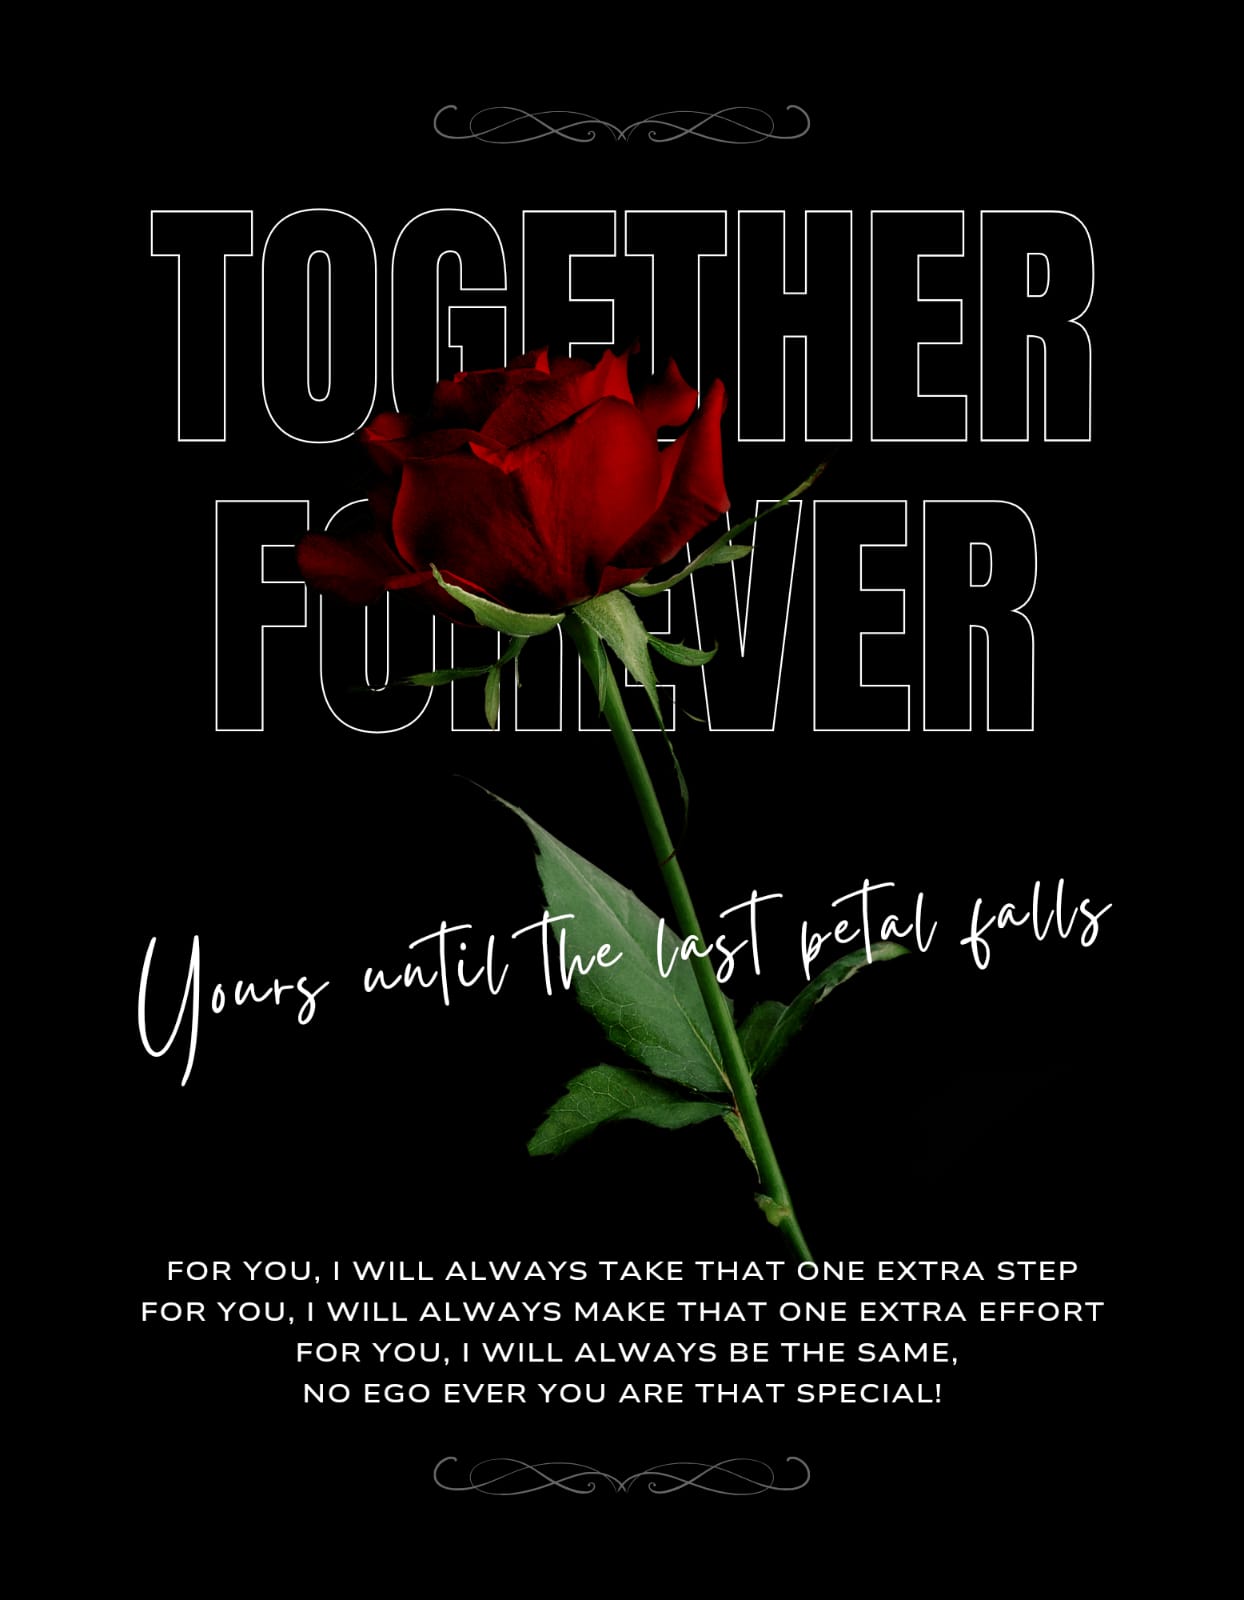 TOGETHER
FOREVER
Yours until the last petal falls
FOR YOU, I WILL ALWAYS TAKE THAT ONE EXTRA STEP
FOR YOU, I WILL ALWAYS MAKE THAT ONE EXTRA EFFORT
FOR YOU, I WILL ALWAYS BE THE SAME,
NO EGO EVER YOU ARE THAT SPECIAL!